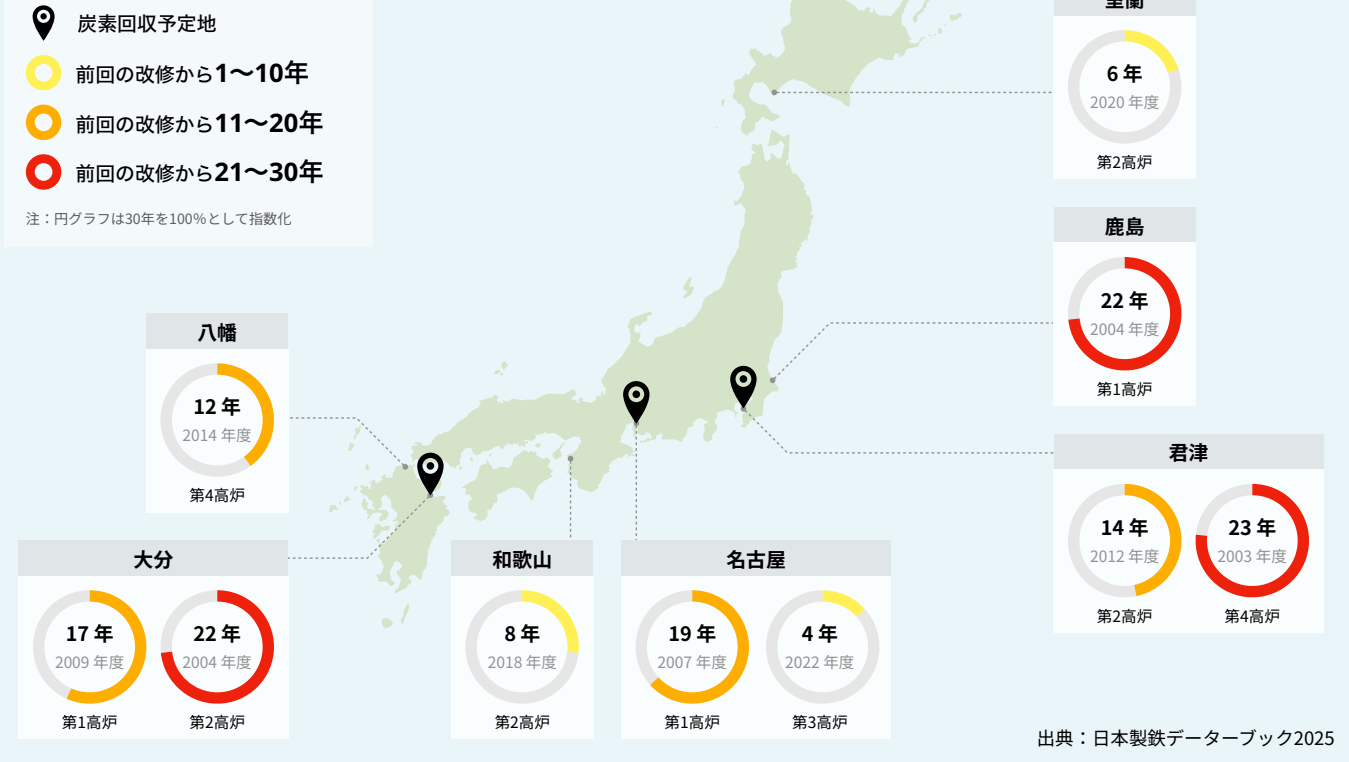 炭素回収予定地
前回の改修から1〜10年
前回の改修から11〜20年
前回の改修から21〜30年
注：円グラフは30年を100%として指数化
室蘭
6 年
2020 年度
第2高炉
鹿島
22 年
2004 年度
第1高炉
八幡
12 年
2014 年度
第4高炉
君津
14 年
2012 年度
第2高炉
23 年
2003 年度
第4高炉
大分
17 年
2009 年度
第1高炉
22 年
2004 年度
第2高炉
和歌山
8 年
2018 年度
第2高炉
名古屋
19 年
2007 年度
第1高炉
4 年
2022 年度
第3高炉
出典：日本製鉄データーブック2025